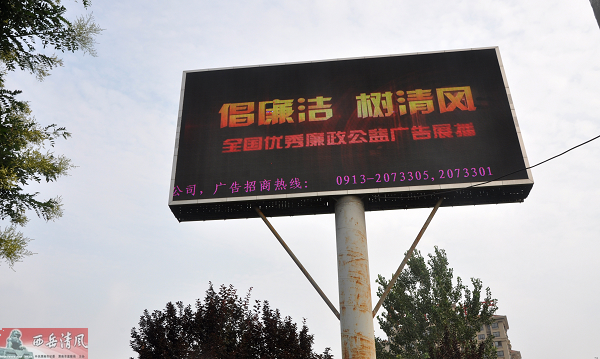 倡廉洁 树清风
全国优秀廉政公益广告展播
公司，广告招商热线： 0913-2073305,2073301
西岳清风